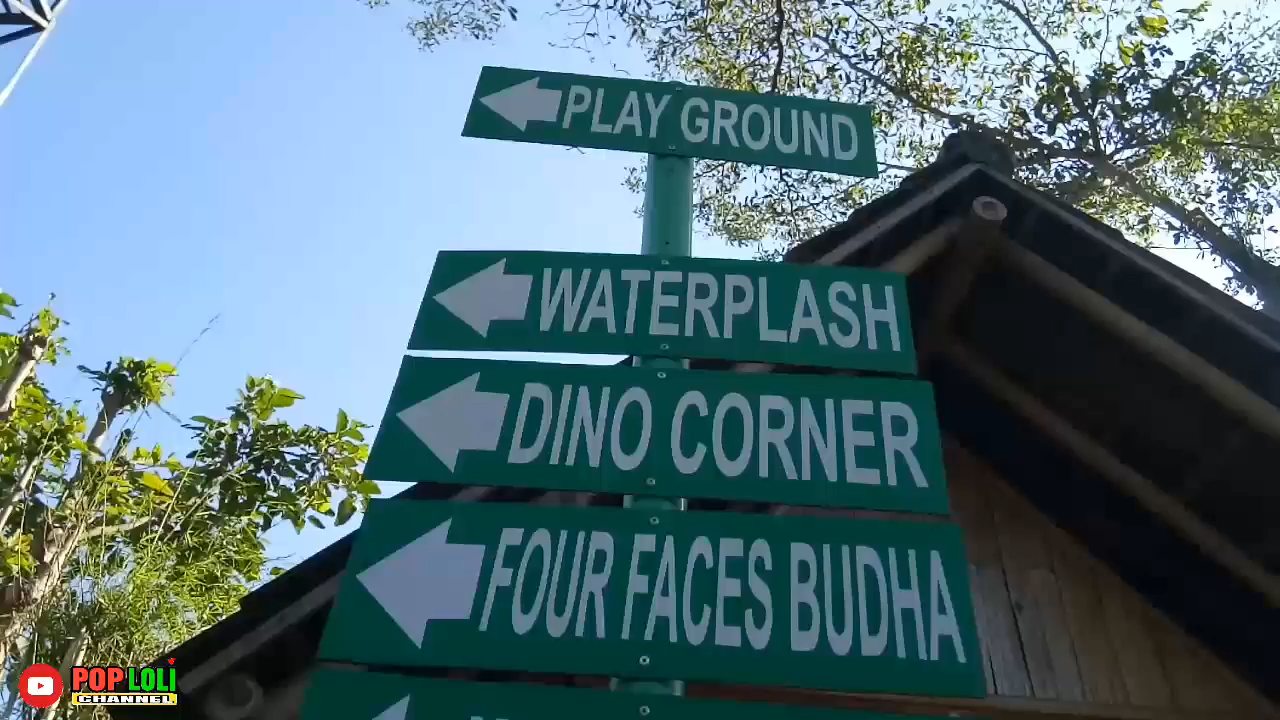 PLAY GROUND
WATERPLASH
DINO CORNER
FOUR FACES BUDHA
POP LOLI
CHANNEL